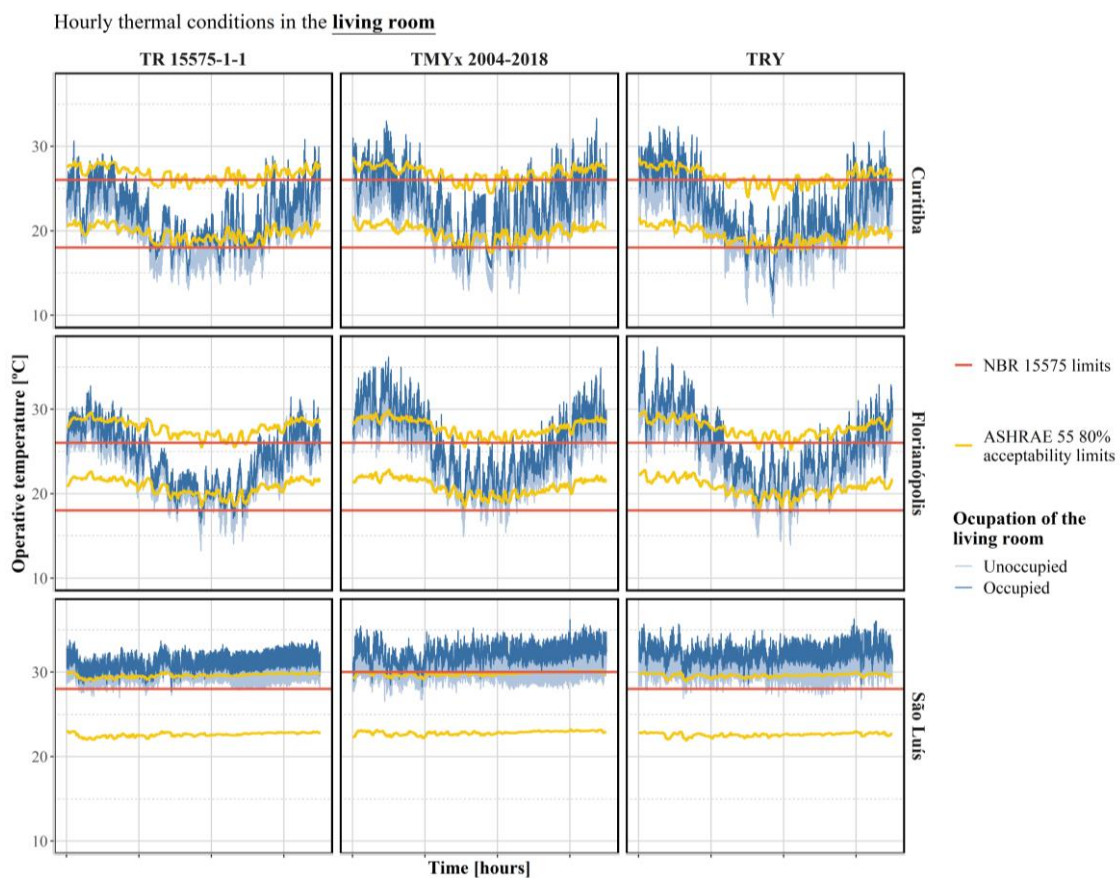 Hourly thermal conditions in the living room
TR 15575-1-1
TMYx 2004-2018
TRY
Operative temperature [ºC]
30
20
10
Curitiba
30
20
10
Florianópolis
30
20
10
São Luís
Time [hours]
NBR 15575 limits
ASHRAE 55 80%
acceptability limits
Ocupation of the
living room
Unoccupied
Occupied